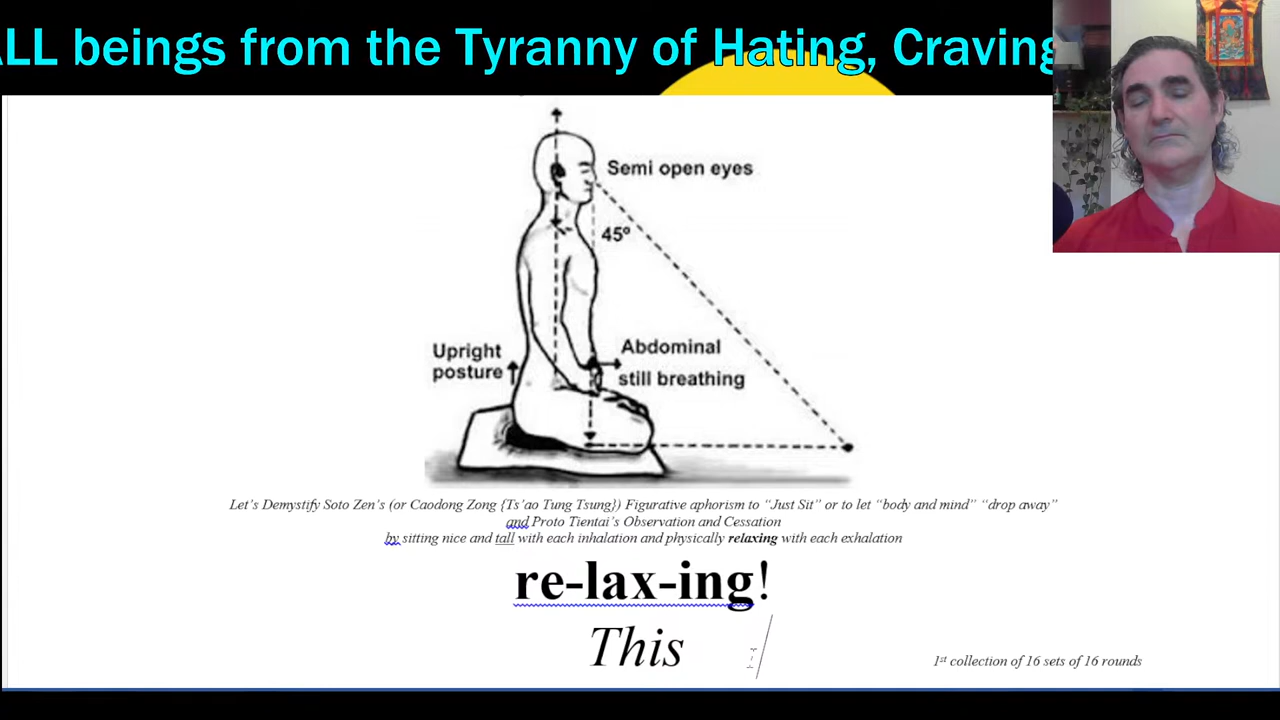 ALL beings from the Tyranny of Hating, Craving
Semi open eyes
45º
Upright
posture
Abdominal
still breathing
Let's Demystify Soto Zen's (or Caodong Zong {Ts'ao Tung Tsung}) Figurative aphorism to “Just Sit” or to let “body and mind” “drop away”
and Proto Tientai's Observation and Cessation
by sitting nice and tall with each inhalation and physically relaxing with each exhalation
re-lax-ing!
This
1st collection of 16 sets of 16 rounds